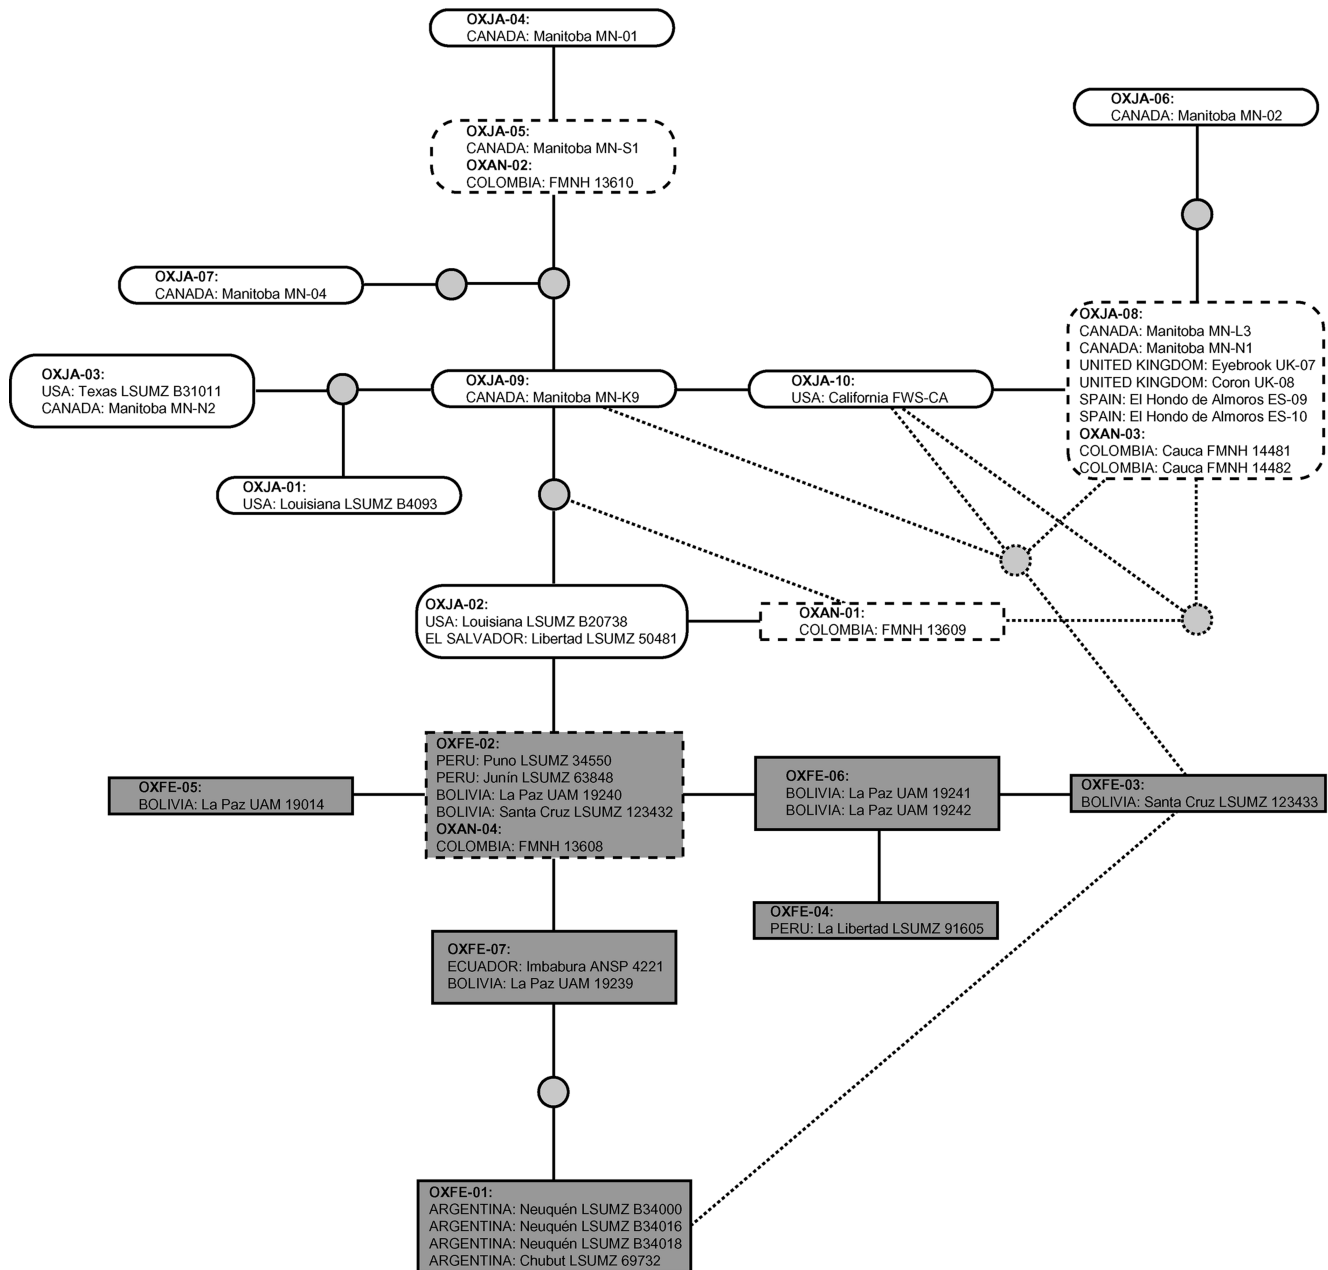 OXJA-04:
CANADA: Manitoba MN-01
OXJA-06:
CANADA: Manitoba MN-02
OXJA-05:
CANADA: Manitoba MN-S1
OXAN-02:
COLOMBIA: FMNH 13610
OXJA-07:
CANADA: Manitoba MN-04
OXJA-08:
CANADA: Manitoba MN-L3
CANADA: Manitoba MN-N1
UNITED KINGDOM: Eyebrook UK-07
UNITED KINGDOM: Coron UK-08
SPAIN: El Hondo de Almoros ES-09
SPAIN: El Hondo de Almoros ES-10
OXAN-03:
COLOMBIA: Cauca FMNH 14481
COLOMBIA: Cauca FMNH 14482
OXJA-03:
USA: Texas LSUMZ B31011
CANADA: Manitoba MN-N2
OXJA-09:
CANADA: Manitoba MN-K9
OXJA-10:
USA: California FWS-CA
OXJA-01:
USA: Louisiana LSUMZ B4093
OXJA-02:
USA: Louisiana LSUMZ B20738
EL SALVADOR: Libertad LSUMZ 50481
OXAN-01:
COLOMBIA: FMNH 13609
OXFE-05:
BOLIVIA: La Paz UAM 19014
OXFE-02:
PERU: Puno LSUMZ 34550
PERU: Junín LSUMZ 63848
BOLIVIA: La Paz UAM 19240
BOLIVIA: Santa Cruz LSUMZ 123432
OXAN-04:
COLOMBIA: FMNH 13608
OXFE-06:
BOLIVIA: La Paz UAM 19241
BOLIVIA: La Paz UAM 19242
OXFE-03:
BOLIVIA: Santa Cruz LSUMZ 123433
OXFE-04:
PERU: La Libertad LSUMZ 91605
OXFE-07:
ECUADOR: Imbabura ANSP 4221
BOLIVIA: La Paz UAM 19239
OXFE-01:
ARGENTINA: Neuquén LSUMZ B34000
ARGENTINA: Neuquén LSUMZ B34016
ARGENTINA: Neuquén LSUMZ B34018
ARGENTINA: Chubut LSUMZ 69732